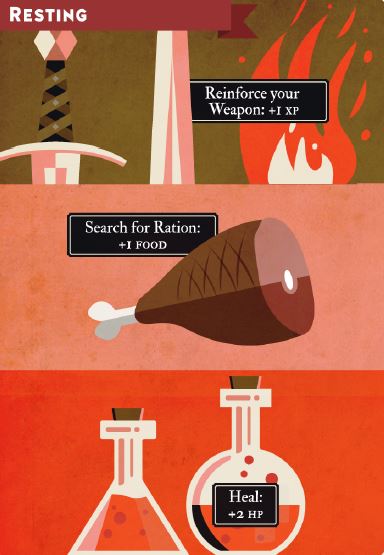 RESTING
Reinforce your
Weapon: +1 XP
Search for Ration:
+1 FOOD
Heal:
+2 HP